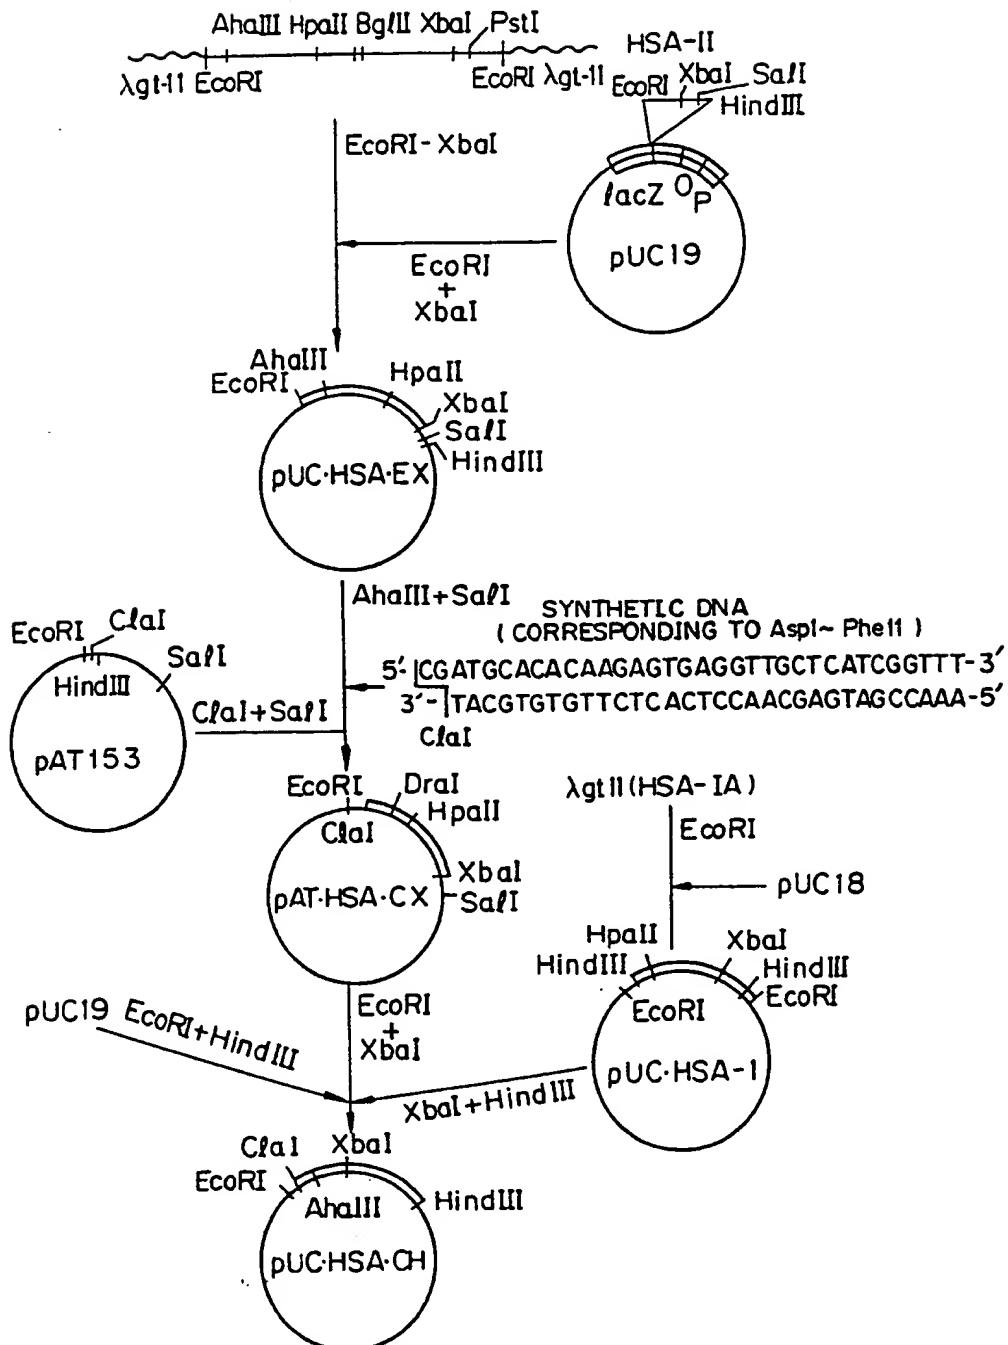 AhaIII HpaII BglII XbaI PstI
HSA-II
λgt-11 EcoRI
EcoRI λgt-11
EcoRI XbaI SalI
HindIII
EcoRI-XbaI
lacZ O P
pUC19
EcoRI
+
XbaI
AhaIII
EcoRI
HpaII
XbaI
SalI
HindIII
pUC·HSA·EX
AhaIII+SalI
SYNTHETIC DNA
( CORRESPONDING TO Asp1~ Phe11 )
5′- CGATGCACACAAGAGTGAGGTTGCTCATCGGTTT-3′
3′- TACGTGTGTTCTCACTCCAACGAGTAGCCAAA-5′
ClaI
EcoRI ClaI
HindIII
SalI
pAT153
ClaI+SalI
EcoRI
DraI
HpaII
ClaI
XbaI
SalI
pAT·HSA·CX
λgt11(HSA-IA)
EcoRI
pUC18
HpaII
HindIII
XbaI
HindIII
EcoRI
EcoRI
pUC·HSA-1
EcoRI
+
XbaI
pUC19 EcoRI+HindIII
XbaI+HindIII
ClaI XbaI
EcoRI
AhaIII
HindIII
pUC·HSA·CH